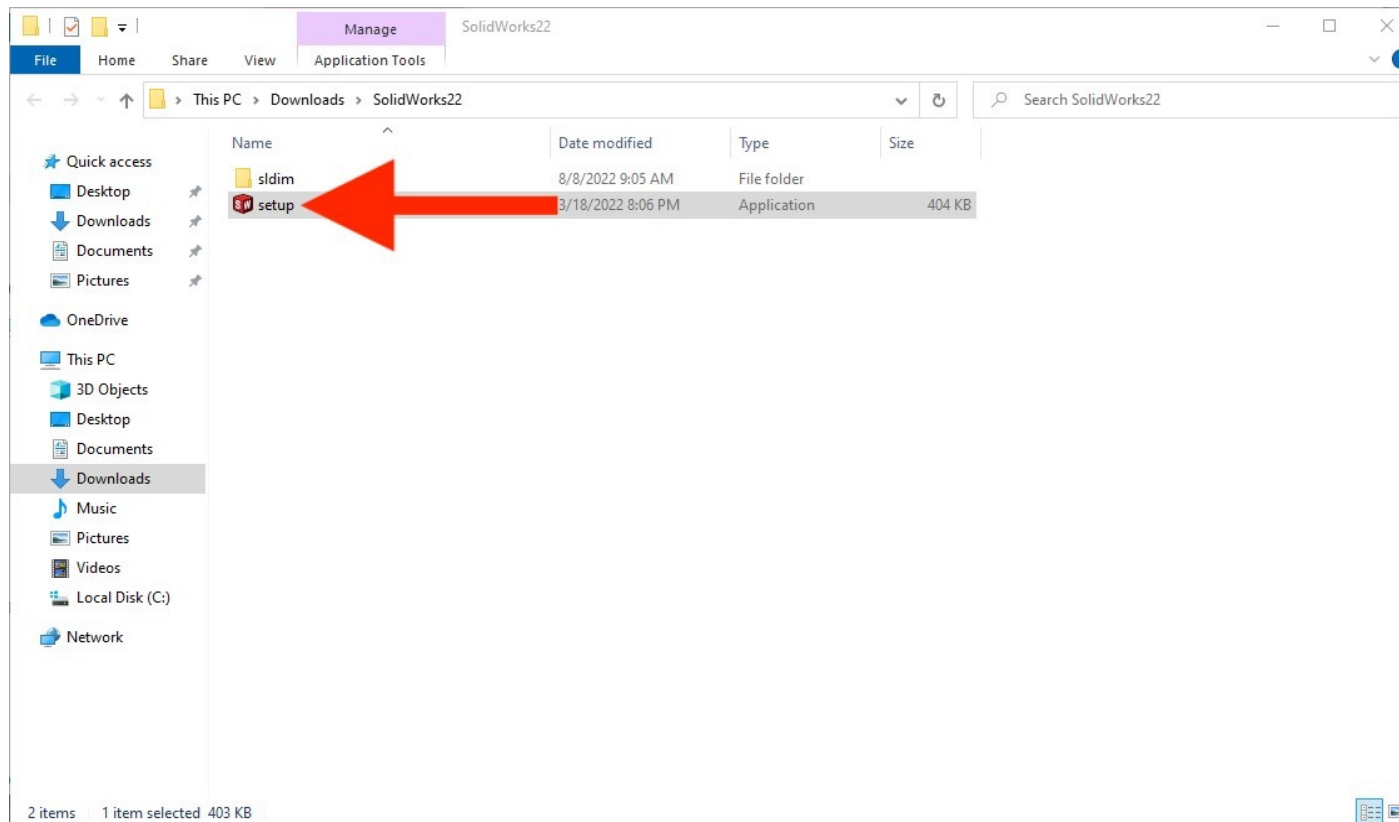 Manage SolidWorks22
File Home Share View Application Tools
This PC > Downloads > SolidWorks22 Search SolidWorks22
Name Date modified Type Size
sldim 8/8/2022 9:05 AM File folder
SW setup 3/18/2022 8:06 PM Application 404 KB
Quick access
Desktop
Downloads
Documents
Pictures
OneDrive
This PC
3D Objects
Desktop
Documents
Downloads
Music
Pictures
Videos
Local Disk (C:)
Network
2 items 1 item selected 403 KB